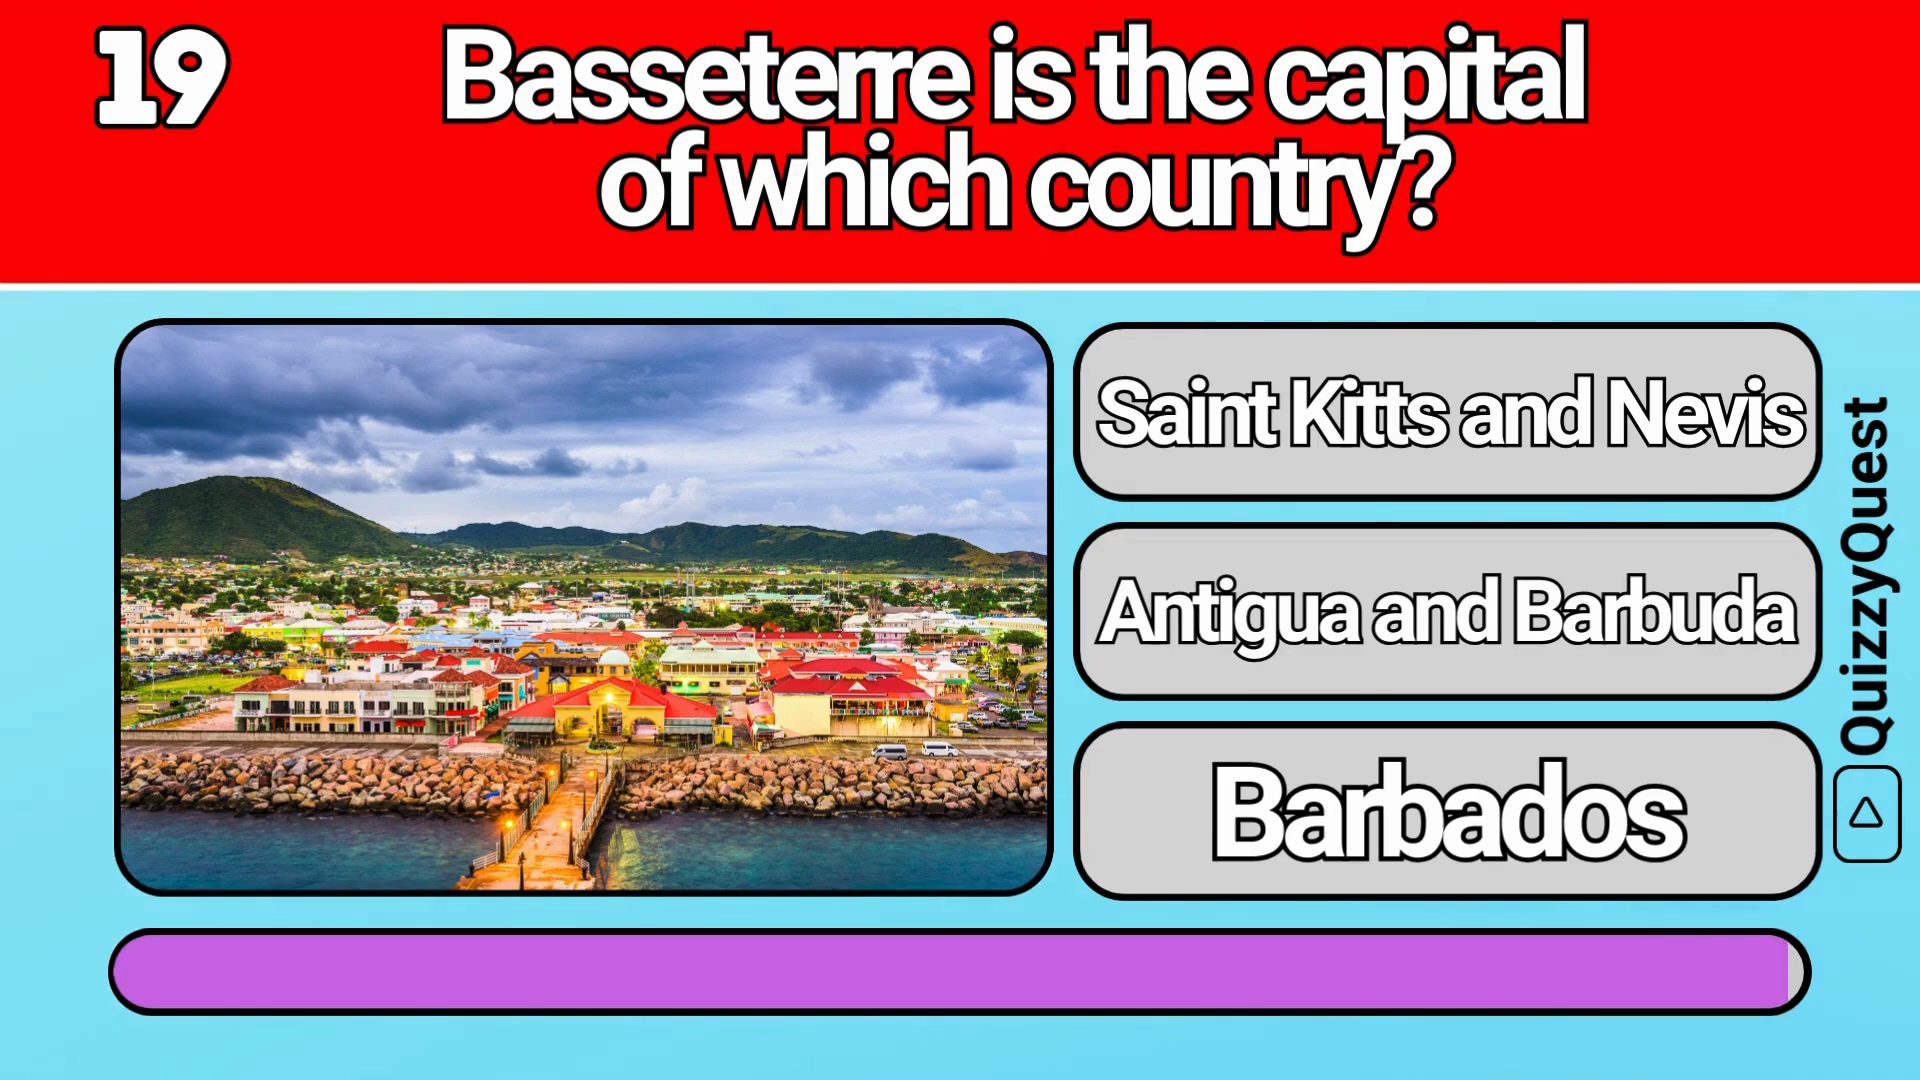 19
Basseterre is the capital
of which country?
Saint Kitts and Nevis
Antigua and Barbuda
Barbados
QuizzyQuest